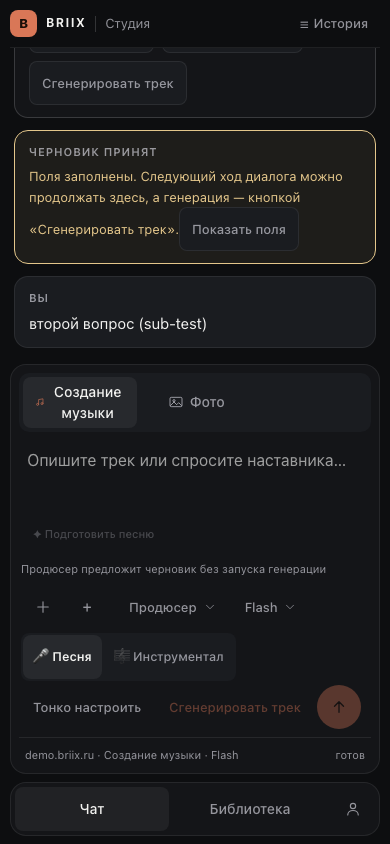 B BRIIX Студия ≡ История
Сгенерировать трек
ЧЕРНОВИК ПРИНЯТ
Поля заполнены. Следующий ход диалога можно
продолжать здесь, а генерация — кнопкой
«Сгенерировать трек». Показать поля
ВЫ
второй вопрос (sub-test)
Создание
музыки
Фото
Опишите трек или спросите наставника...
✦ Подготовить песню
Продюсер предложит черновик без запуска генерации
+ + Продюсер Flash
Песня Инструментал
Тонко настроить Сгенерировать трек ↑
demo.briix.ru · Создание музыки · Flash готов
Чат Библиотека